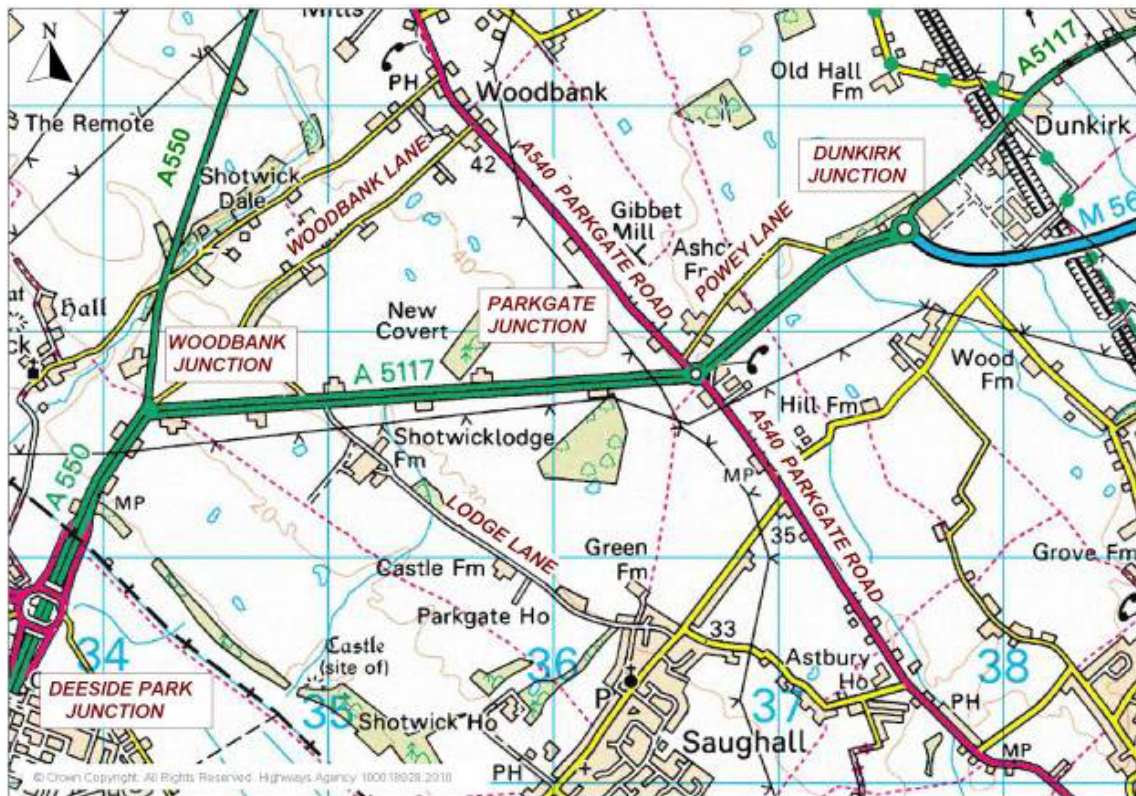 N
Mitts
PH
Woodbank
Old Hall
Fm
A5117
Dunkirk
The Remote
A550
Shotwick
Dale
42
WOODBANK LANE
A540 PARKGATE ROAD
DUNKIRK
JUNCTION
M 56
Gibbet
Mill
POWEY LANE
Hall
New
Covert
PARKGATE
JUNCTION
WOODBANK
JUNCTION
A 5117
Wood
Fm
Hill Fm
A 550
Shotwicklodge
Fm
MP
MP
A540 PARKGATE ROAD
LODGE LANE
35
Green
Fm
Castle Fm
Grove Fm
Parkgate Ho
34
Castle
(site of)
36
33
Astbury
Ho
38
DEESIDE PARK
JUNCTION
35
P
37
PH
Shotwick Ho
Saughall
MP
PH
© Crown Copyright. All Rights Reserved. Highways Agency 100018928 2010